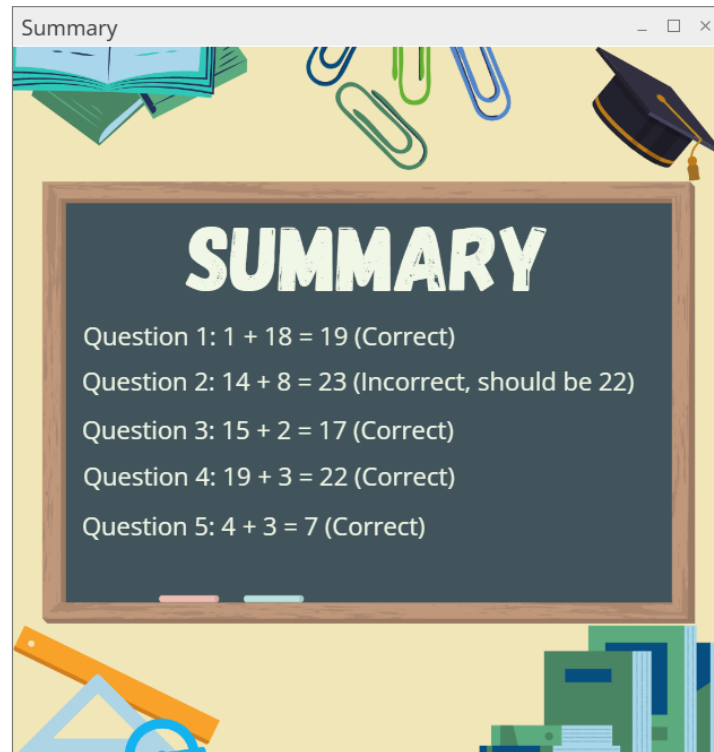 Summary
SUMMARY
Question 1: 1 + 18 = 19 (Correct)
Question 2: 14 + 8 = 23 (Incorrect, should be 22)
Question 3: 15 + 2 = 17 (Correct)
Question 4: 19 + 3 = 22 (Correct)
Question 5: 4 + 3 = 7 (Correct)